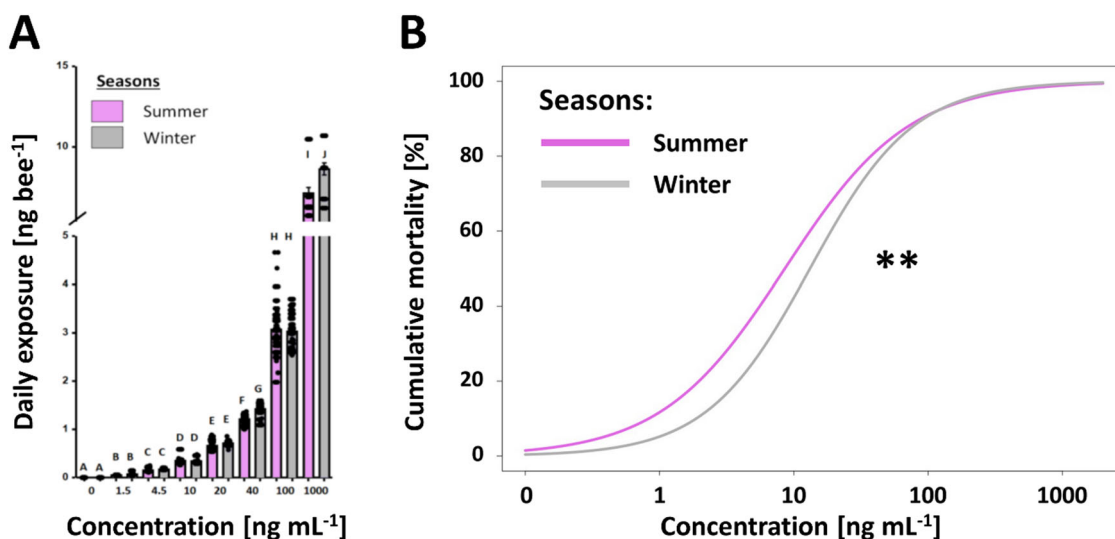 A
Daily exposure [ng bee⁻¹]
15
10
5
4
3
2
1
0
Seasons
Summer
Winter
A A B B C C D D E E F G H H I J
0 1.5 4.5 10 20 40 100 1000
Concentration [ng mL⁻¹]
B
Cumulative mortality [%]
100
80
60
40
20
0
Seasons:
Summer
Winter
**
0 1 10 100 1000
Concentration [ng mL⁻¹]